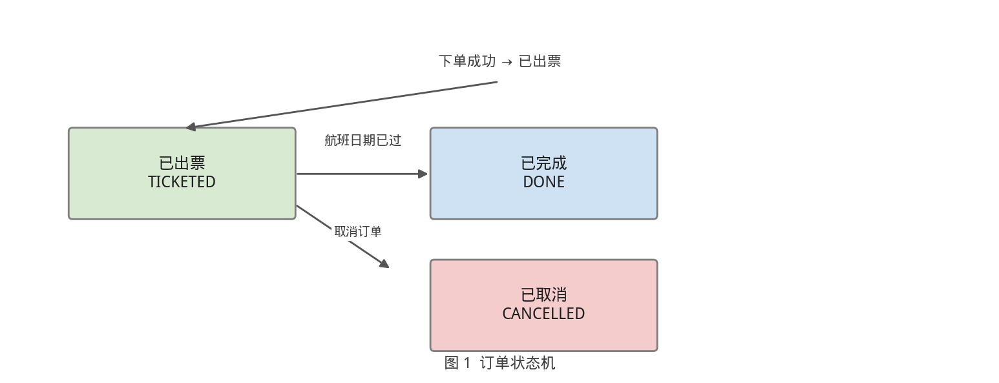 下单成功 → 已出票
航班日期已过
已出票
TICKETED
已完成
DONE
取消订单
已取消
CANCELLED
图 1 订单状态机